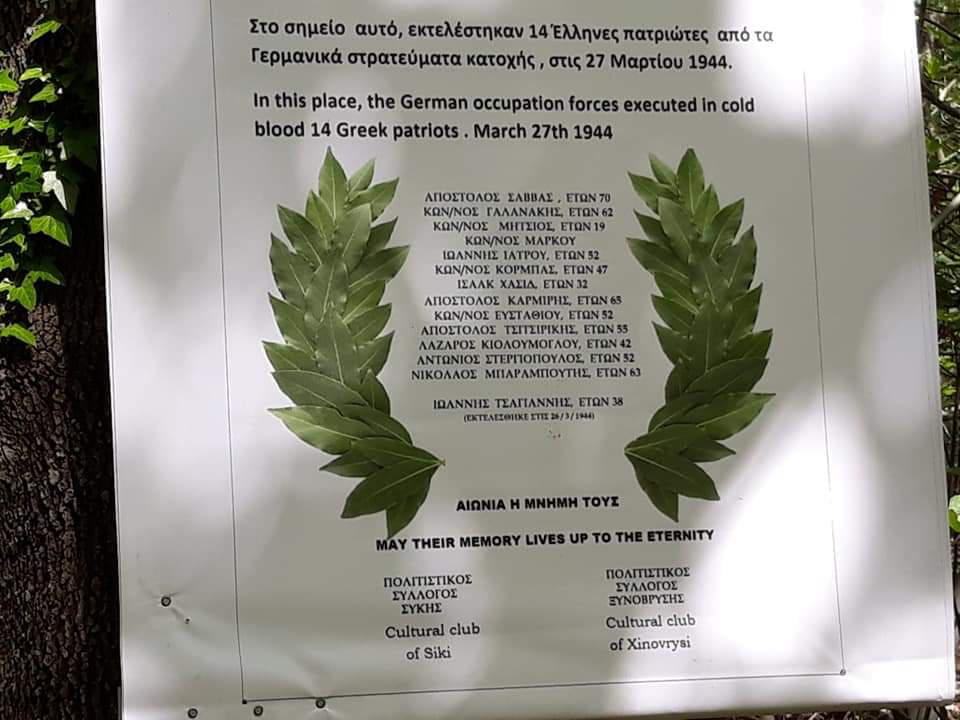 Στο σημείο αυτό, εκτελέστηκαν 14 Έλληνες πατριώτες από τα
Γερμανικά στρατεύματα κατοχής , στις 27 Μαρτίου 1944.
In this place, the German occupation forces executed in cold
blood 14 Greek patriots . March 27th 1944
ΑΠΟΣΤΟΛΟΣ ΣΑΒΒΑΣ , ΕΤΩΝ 70
ΚΩΝ/ΝΟΣ ΓΑΛΑΝΑΚΗΣ, ΕΤΩΝ 62
ΚΩΝ/ΝΟΣ ΜΗΤΣΙΟΣ, ΕΤΩΝ 19
ΚΩΝ/ΝΟΣ ΜΑΡΚΟΥ
ΙΩΑΝΝΗΣ ΙΑΤΡΟΥ, ΕΤΩΝ 52
ΚΩΝ/ΝΟΣ ΚΟΡΜΠΑΣ, ΕΤΩΝ 47
ΙΣΑΑΚ ΧΑΣΙΔ, ΕΤΩΝ 32
ΑΠΟΣΤΟΛΟΣ ΚΑΡΜΙΡΗΣ, ΕΤΩΝ 65
ΚΩΝ/ΝΟΣ ΕΥΣΤΑΘΙΟΥ, ΕΤΩΝ 52
ΑΠΟΣΤΟΛΟΣ ΤΣΙΤΣΙΡΙΚΗΣ, ΕΤΩΝ 55
ΛΑΖΑΡΟΣ ΚΙΟΛΟΥΜΟΓΛΟΥ, ΕΤΩΝ 42
ΑΝΤΩΝΙΟΣ ΣΤΕΡΓΙΟΠΟΥΛΟΣ, ΕΤΩΝ 52
ΝΙΚΟΛΑΟΣ ΜΠΑΡΑΜΠΟΥΤΗΣ, ΕΤΩΝ 63
ΙΩΑΝΝΗΣ ΤΣΑΓΙΑΝΝΗΣ, ΕΤΩΝ 38
(ΕΚΤΕΛΕΣΘΗΚΕ ΣΤΙΣ 26/3/1944)
ΑΙΩΝΙΑ Η ΜΝΗΜΗ ΤΟΥΣ
MAY THEIR MEMORY LIVES UP TO THE ETERNITY
ΠΟΛΙΤΙΣΤΙΚΟΣ
ΣΥΛΛΟΓΟΣ
ΣΥΚΗΣ
Cultural club
of Siki
ΠΟΛΙΤΙΣΤΙΚΟΣ
ΣΥΛΛΟΓΟΣ
ΞΥΝΟΒΡΥΣΗΣ
Cultural club
of Xinovrysi